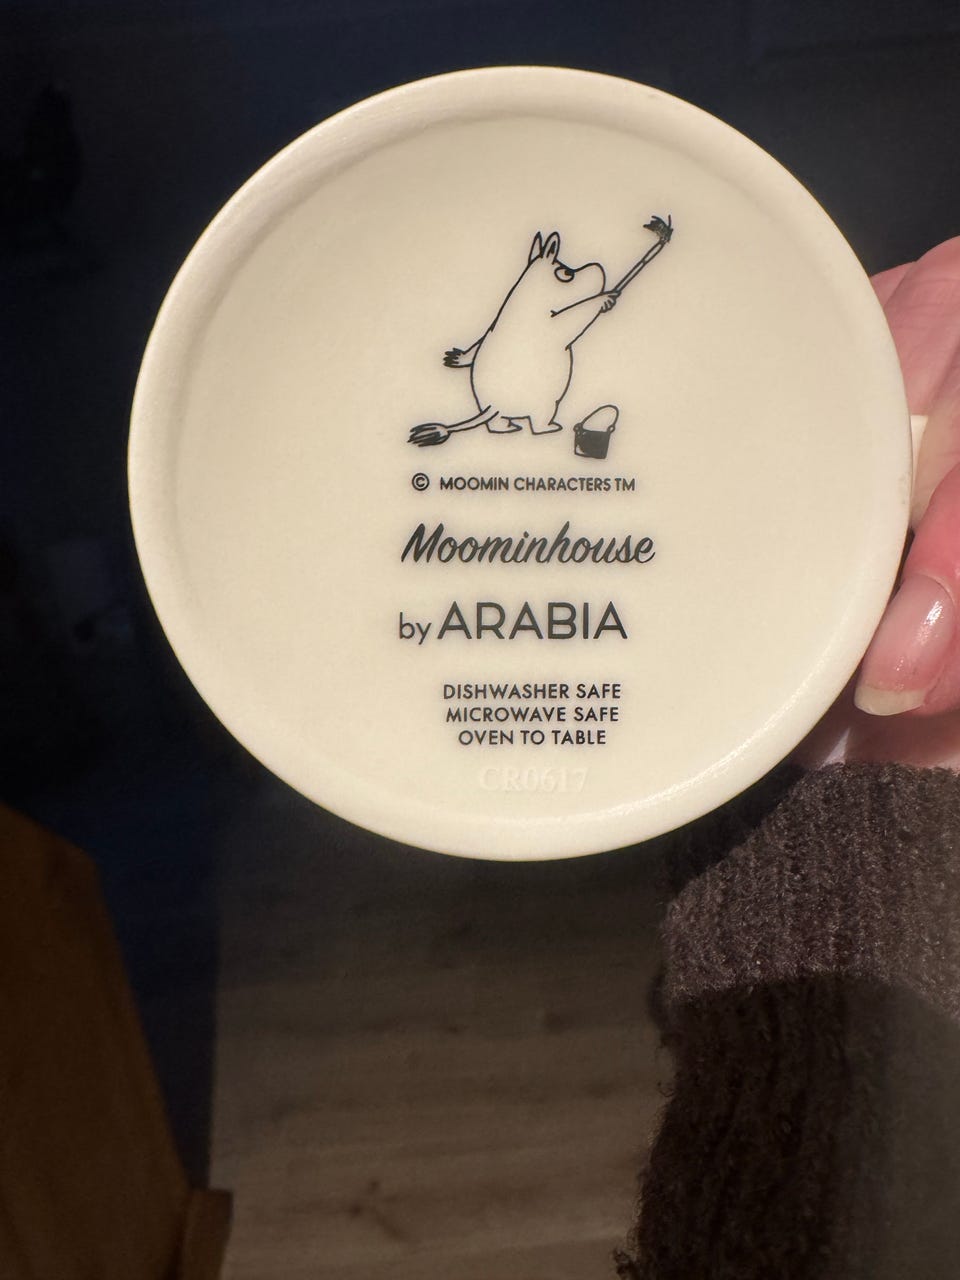 © MOOMIN CHARACTERS TM
Moominhouse
by ARABIA
DISHWASHER SAFE
MICROWAVE SAFE
OVEN TO TABLE
CR0617